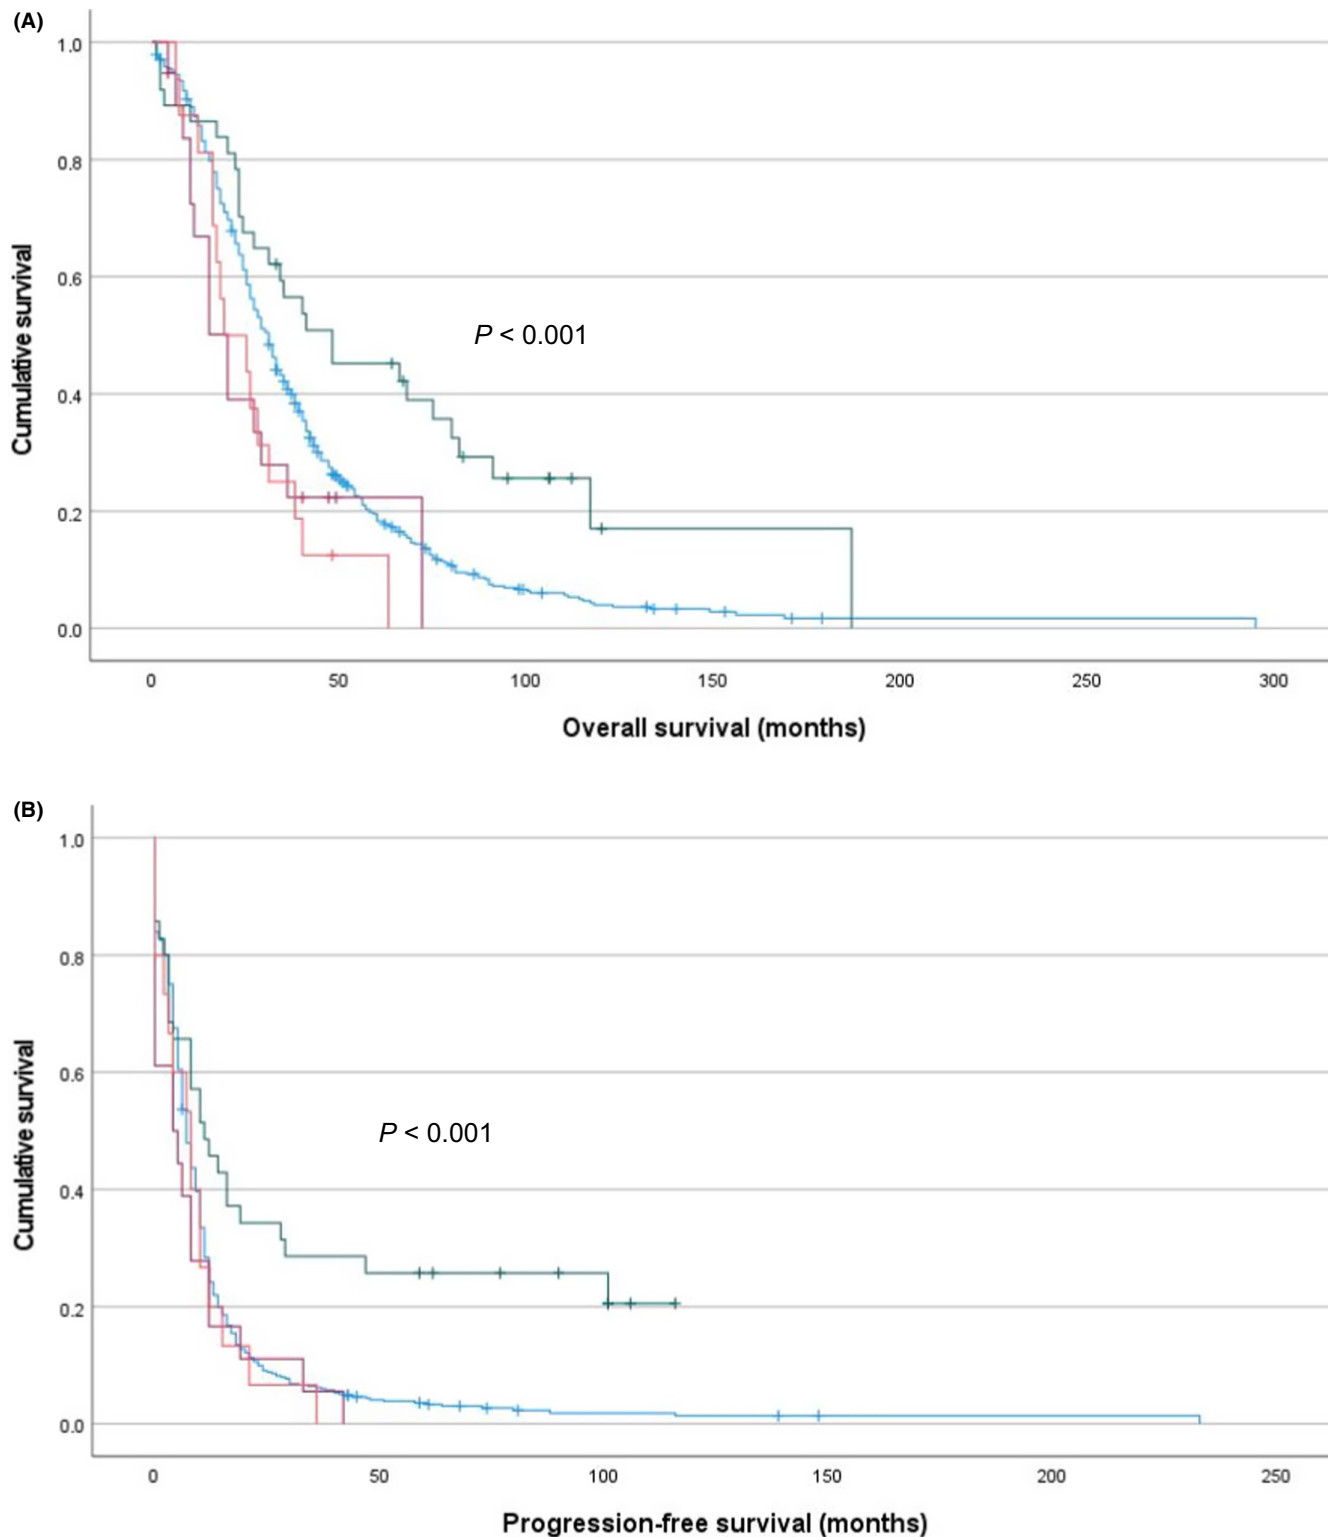 (A)
1.0
0.8
0.6
0.4
0.2
0.0
Cumulative survival
P < 0.001
0 50 100 150 200 250 300
Overall survival (months)
(B)
1.0
0.8
0.6
0.4
0.2
0.0
Cumulative survival
P < 0.001
0 50 100 150 200 250
Progression-free survival (months)